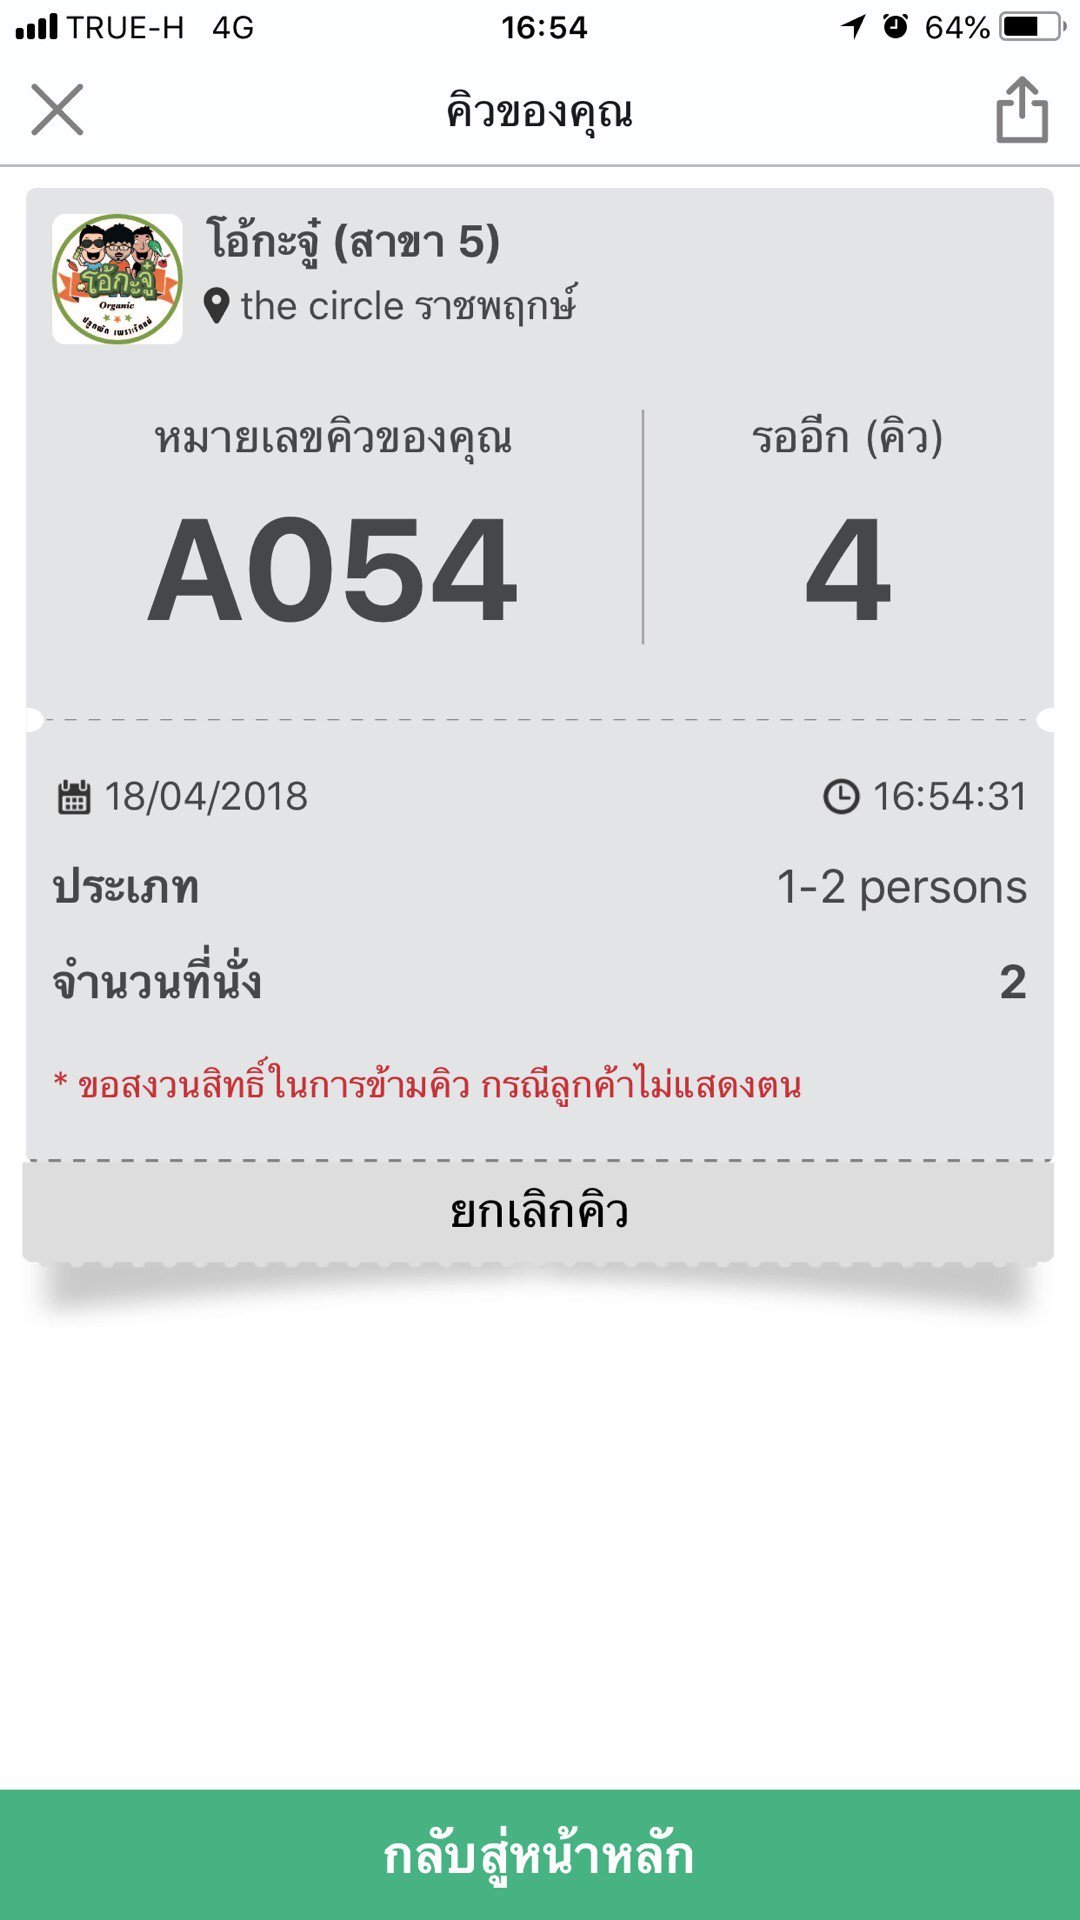 TRUE-H 4G 16:54 64%
คิวของคุณ
โอ้กะจู๋ (สาขา 5)
the circle ราชพฤกษ์
โอ้กะจู๋
Organic
ปลูกผัก เพราะรักแม่
หมายเลขคิวของคุณ รออีก (คิว)
A054 4
18/04/2018 16:54:31
ประเภท 1-2 persons
จำนวนที่นั่ง 2
* ขอสงวนสิทธิ์ในการข้ามคิว กรณีลูกค้าไม่แสดงตน
ยกเลิกคิว
กลับสู่หน้าหลัก